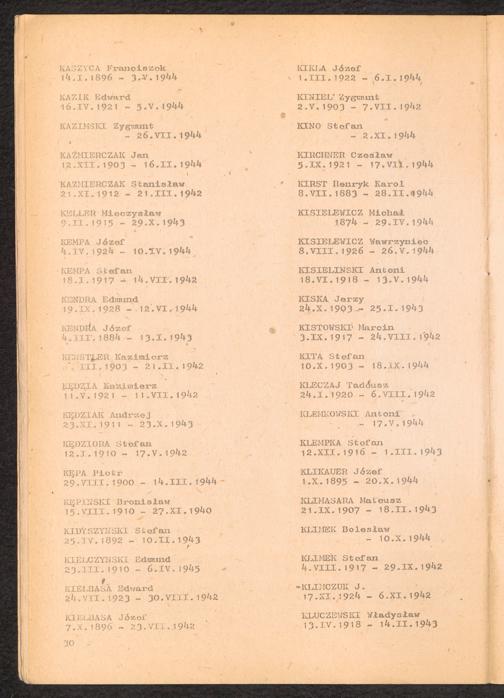 KASZYCA Franciszek
14.I.1896 - 3.V.1944
KAZIK Edward
16.IV.1921 - 5.V.1944
KAZIMSKI Zygmunt
- 26.VII.1944
KAŹMIERCZAK Jan
12.XII.1903 - 16.II.1944
KAŹMIERCZAK Stanisław
21.XI.1912 - 21.III.1942
KELLER Mieczysław
9.II.1915 - 29.X.1943
KEMPA Józef
4.IV.1924 - 10.IV.1944
KEMPA Stefan
18.I.1917 - 14.VII.1942
KENDRA Edmund
19.IX.1928 - 12.VI.1944
KENDRA Józef
4.III.1884 - 13.I.1943
KENSTLER Kazimierz
III.1903 - 21.II.1942
KĘDZIA Kazimierz
11.V.1921 - 11.VII.1942
KĘDZIAK Andrzej
23.XI.1911 - 23.X.1943
KĘDZIORA Stefan
12.I.1910 - 17.V.1942
KĘPA Piotr
29.VIII.1900 - 14.III.1944
KĘPIŃSKI Bronisław
15.VIII.1910 - 27.XI.1940
KIDYSZYŃSKI Stefan
25.IV.1892 - 10.II.1943
KIEŁCZYŃSKI Edmund
23.III.1910 - 6.IV.1945
KIEŁBASA Edward
24.VII.1923 - 30.VIII.1942
KIEŁBASA Józef
7.X.1896 - 23.VII.1942
30
KIKLA Józef
1.III.1922 - 6.I.1944
KINIEL Zygmunt
2.V.1903 - 7.VII.1942
KINO Stefan
- 2.XI.1944
KIRCHNER Czesław
5.IX.1921 - 17.VII.1944
KIRST Henryk Karol
8.VII.1883 - 28.II.1944
KISIELEWICZ Michał
1874 - 29.IV.1944
KISIELEWICZ Wawrzyniec
8.VIII.1926 - 26.V.1944
KISIELIŃSKI Antoni
18.VI.1918 - 13.V.1944
KISKA Jerzy
24.X.1903 - 25.I.1943
KISTOWSKI Marcin
3.IX.1917 - 24.VIII.1942
KITA Stefan
10.X.1903 - 18.IX.1944
KLECZAJ Tadeusz
24.I.1920 - 6.VIII.1942
KLEMKOWSKI Antoni
- 17.V.1944
KLEMPKA Stefan
12.XII.1916 - 1.III.1943
KLIKAUER Józef
1.X.1895 - 20.X.1944
KLIMASARA Mateusz
21.IX.1907 - 18.II.1943
KLIMEK Bolesław
- 10.X.1944
KLIMEK Stefan
4.VIII.1917 - 29.IX.1942
KLIMCZUK J.
17.XI.1924 - 6.XI.1942
KLUCZEWSKI Władysław
13.IV.1918 - 14.II.1943